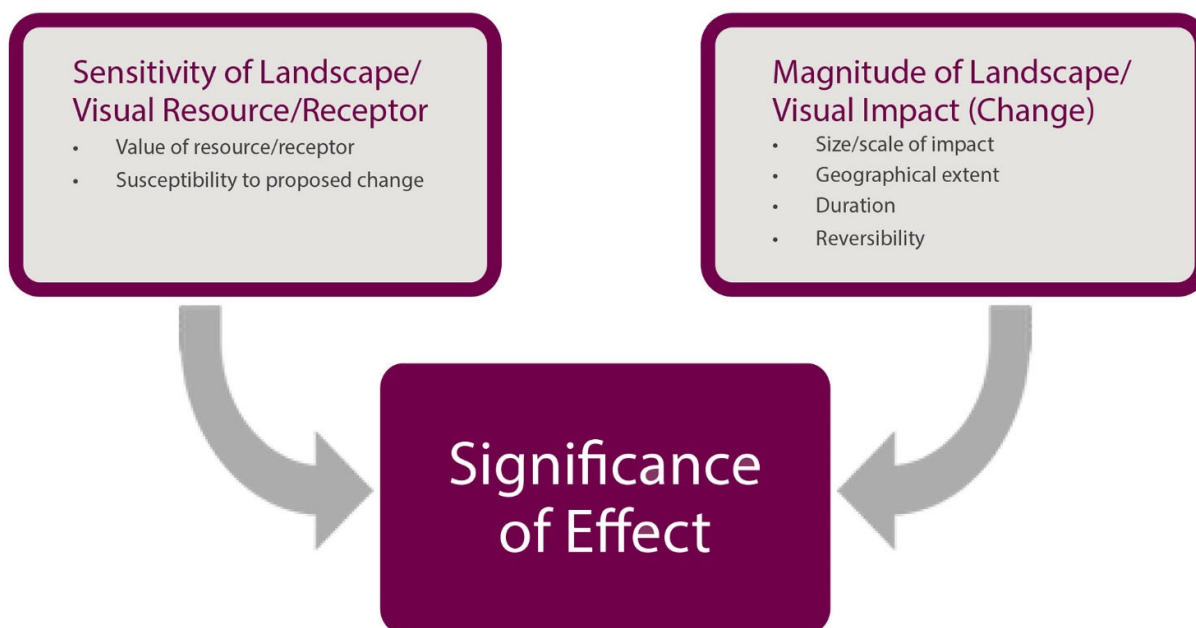 Sensitivity of Landscape/
Visual Resource/Receptor
• Value of resource/receptor
• Susceptibility to proposed change
Magnitude of Landscape/
Visual Impact (Change)
• Size/scale of impact
• Geographical extent
• Duration
• Reversibility
Significance
of Effect